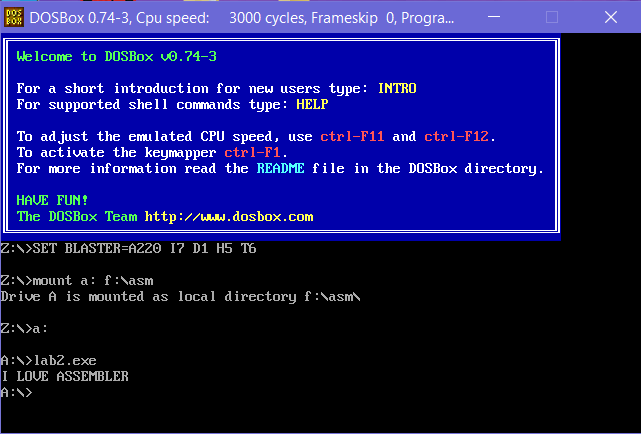 DOSBox 0.74-3, Cpu speed: 3000 cycles, Frameskip 0, Progra...
Welcome to DOSBox v0.74-3
For a short introduction for new users type: INTRO
For supported shell commands type: HELP
To adjust the emulated CPU speed, use ctrl-F11 and ctrl-F12.
To activate the keymapper ctrl-F1.
For more information read the README file in the DOSBox directory.
HAVE FUN!
The DOSBox Team http://www.dosbox.com
Z:\>SET BLASTER=A220 I7 D1 H5 T6
Z:\>mount a: f:\asm
Drive A is mounted as local directory f:\asm\
Z:\>a:
A:\>lab2.exe
I LOVE ASSEMBLER
A:\>